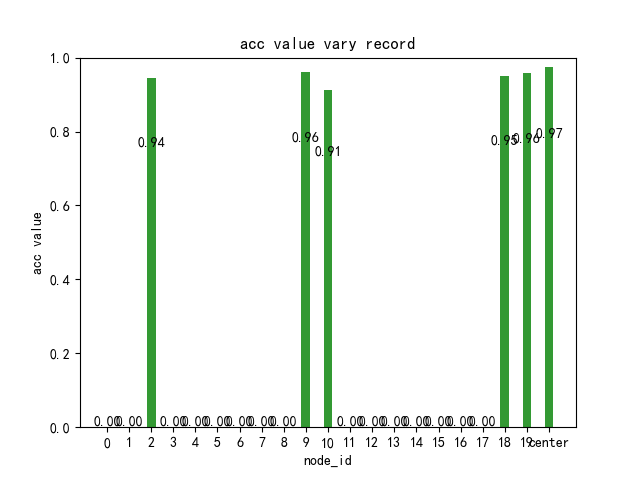 acc value vary record
acc value
1.0
0.8
0.6
0.4
0.2
0.0
0.00 0.00 0.94 0.00 0.00 0.00 0.00 0.00 0.00 0.96 0.91 0.00 0.00 0.00 0.00 0.00 0.00 0.00 0.95 0.96 0.97
0 1 2 3 4 5 6 7 8 9 10 11 12 13 14 15 16 17 18 19 center
node_id